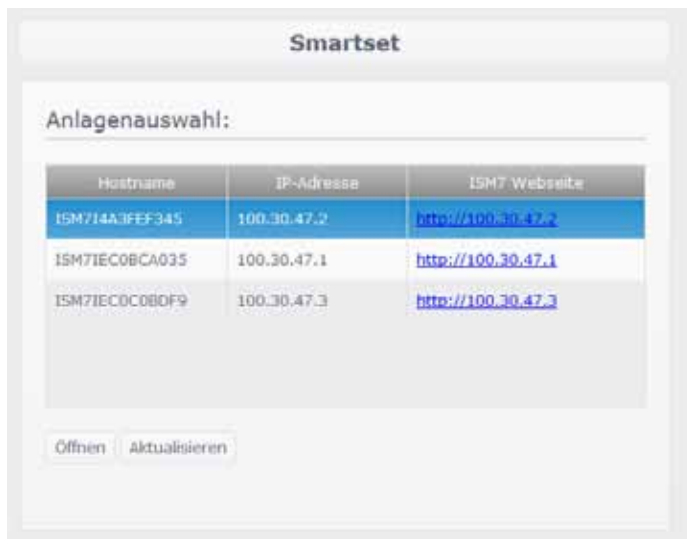 Smartset
Anlagenauswahl:
Hostname IP-Adresse ISM7 Webseite
ISM7I4A3FEF345 100.30.47.2 http://100.30.47.2
ISM7IEC0BCA035 100.30.47.1 http://100.30.47.1
ISM7IEC0C0BDF9 100.30.47.3 http://100.30.47.3
Öffnen Aktualisieren